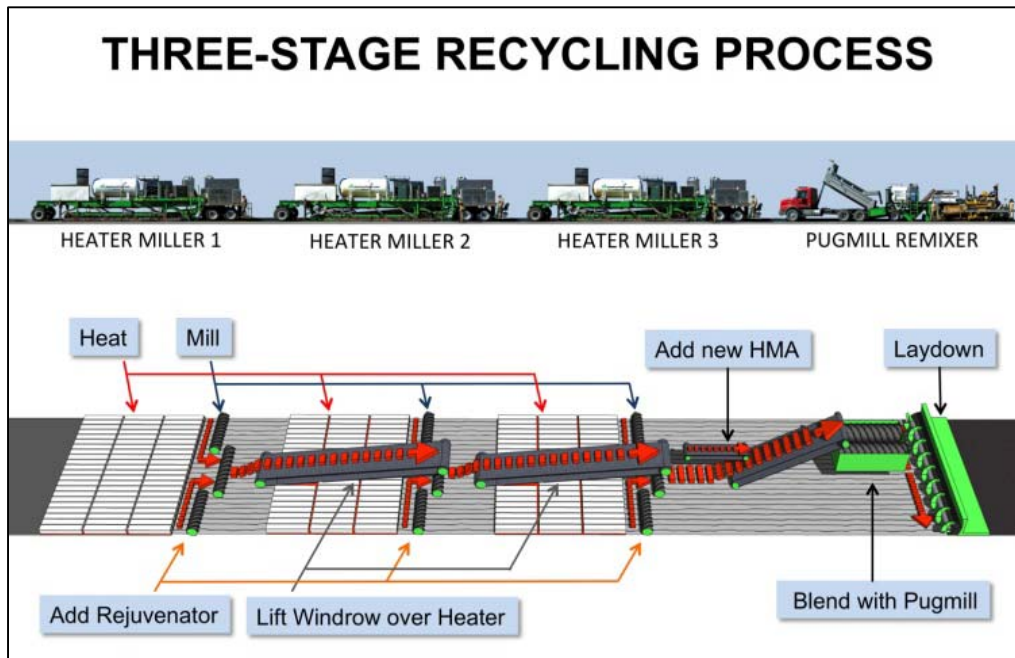 THREE-STAGE RECYCLING PROCESS
HEATER MILLER 1
HEATER MILLER 2
HEATER MILLER 3
PUGMILL REMIXER
Heat
Mill
Add new HMA
Laydown
Add Rejuvenator
Lift Windrow over Heater
Blend with Pugmill